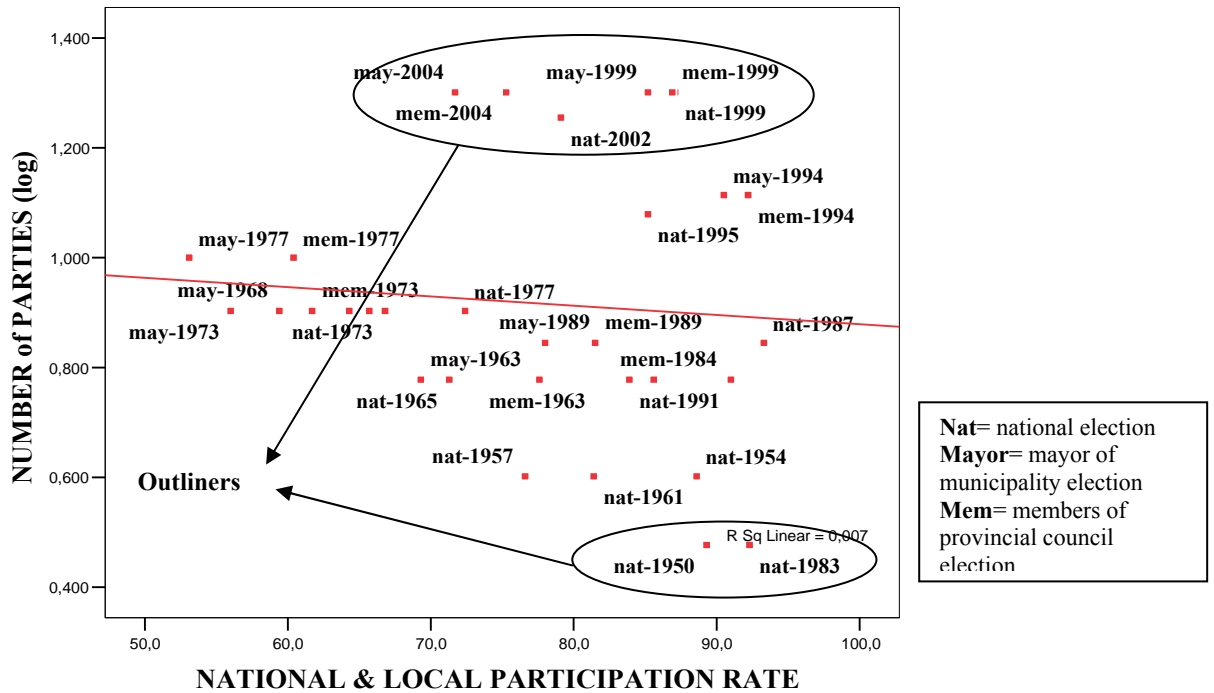 NUMBER of PARTIES (log)
1,400
1,200
1,000
0,800
0,600
0,400
may-2004
may-1999
mem-1999
mem-2004
nat-1999
nat-2002
may-1994
mem-1994
nat-1995
may-1977
mem-1977
may-1968
mem-1973
nat-1977
may-1973
nat-1973
may-1989
mem-1989
nat-1987
may-1963
mem-1984
nat-1965
mem-1963
nat-1991
nat-1957
nat-1954
Outliners
nat-1961
R Sq Linear = 0,007
nat-1950
nat-1983
50,0
60,0
70,0
80,0
90,0
100,0
NATIONAL & LOCAL PARTICIPATION RATE
Nat= national election
Mayor= mayor of
municipality election
Mem= members of
provincial council
election